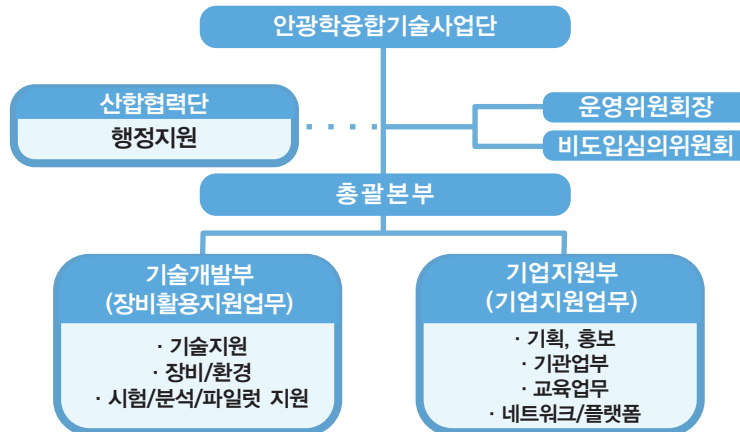 안광학융합기술사업단
산합협력단
행정지원
운영위원회장
비도입심의위원회
총괄본부
기술개발부
(장비활용지원업무)
· 기술지원
· 장비/환경
· 시험/분석/파일럿 지원
기업지원부
(기업지원업무)
· 기획, 홍보
· 기관업부
· 교육업무
· 네트워크/플랫폼